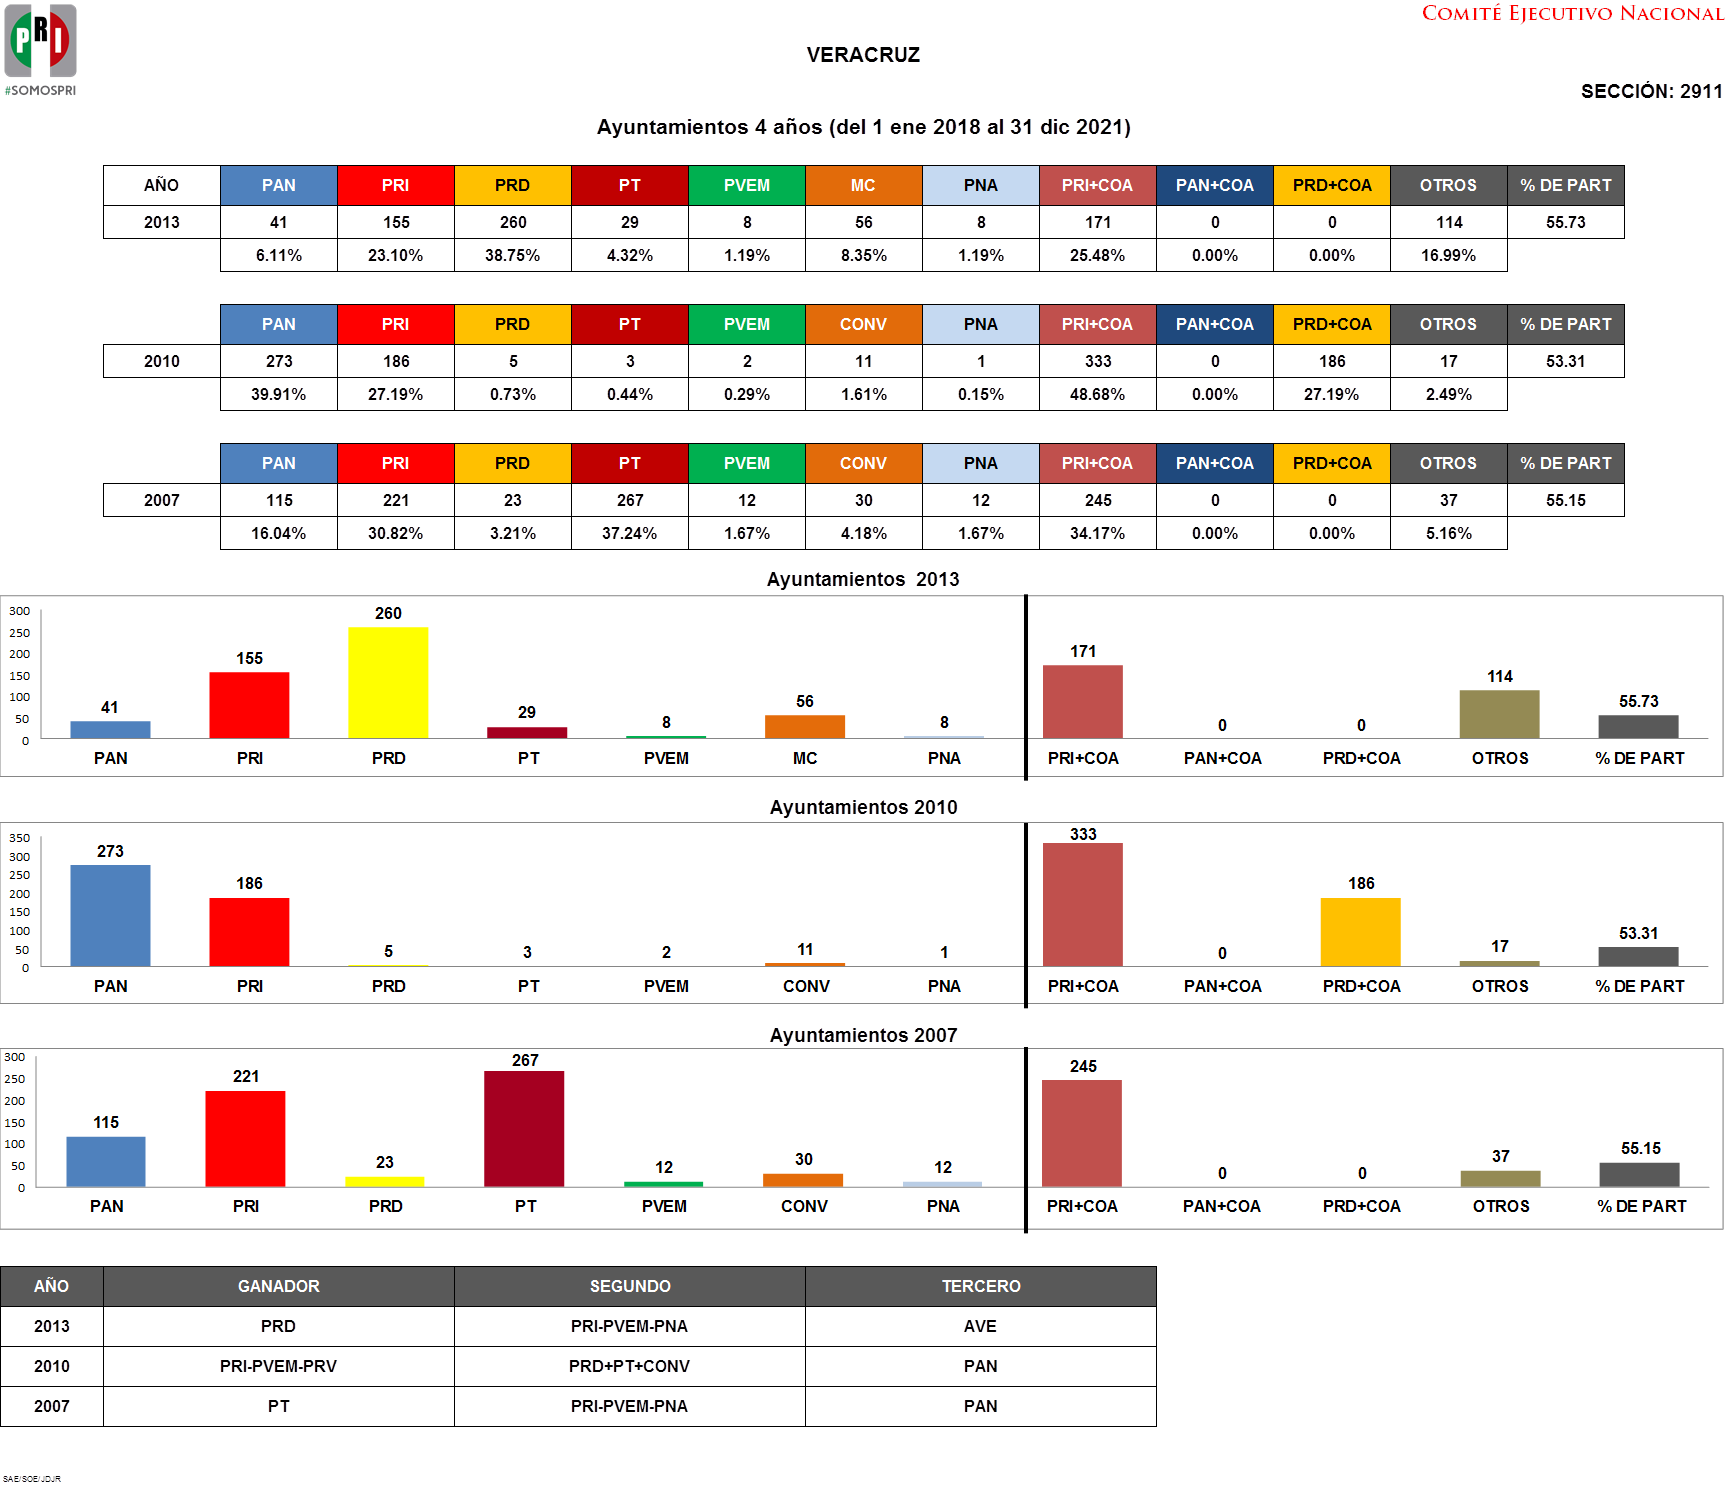 PRI
#SOMOSPRI
COMITÉ EJECUTIVO NACIONAL
VERACRUZ
SECCIÓN: 2911
Ayuntamientos 4 años (del 1 ene 2018 al 31 dic 2021)
AÑO PAN PRI PRD PT PVEM MC PNA PRI+COA PAN+COA PRD+COA OTROS % DE PART
2013 41 155 260 29 8 56 8 171 0 0 114 55.73
6.11% 23.10% 38.75% 4.32% 1.19% 8.35% 1.19% 25.48% 0.00% 0.00% 16.99%
PAN PRI PRD PT PVEM CONV PNA PRI+COA PAN+COA PRD+COA OTROS % DE PART
2010 273 186 5 3 2 11 1 333 0 186 17 53.31
39.91% 27.19% 0.73% 0.44% 0.29% 1.61% 0.15% 48.68% 0.00% 27.19% 2.49%
PAN PRI PRD PT PVEM CONV PNA PRI+COA PAN+COA PRD+COA OTROS % DE PART
2007 115 221 23 267 12 30 12 245 0 0 37 55.15
16.04% 30.82% 3.21% 37.24% 1.67% 4.18% 1.67% 34.17% 0.00% 0.00% 5.16%
Ayuntamientos 2013
300
250
200
150
100
50
0
41 155 260 29 8 56 8 171 0 0 114 55.73
PAN PRI PRD PT PVEM MC PNA PRI+COA PAN+COA PRD+COA OTROS % DE PART
Ayuntamientos 2010
350
300
250
200
150
100
50
0
273 186 5 3 2 11 1 333 0 186 17 53.31
PAN PRI PRD PT PVEM CONV PNA PRI+COA PAN+COA PRD+COA OTROS % DE PART
Ayuntamientos 2007
300
250
200
150
100
50
0
115 221 23 267 12 30 12 245 0 0 37 55.15
PAN PRI PRD PT PVEM CONV PNA PRI+COA PAN+COA PRD+COA OTROS % DE PART
AÑO GANADOR SEGUNDO TERCERO
2013 PRD PRI-PVEM-PNA AVE
2010 PRI-PVEM-PRV PRD+PT+CONV PAN
2007 PT PRI-PVEM-PNA PAN
SAE/SOE/JDJR